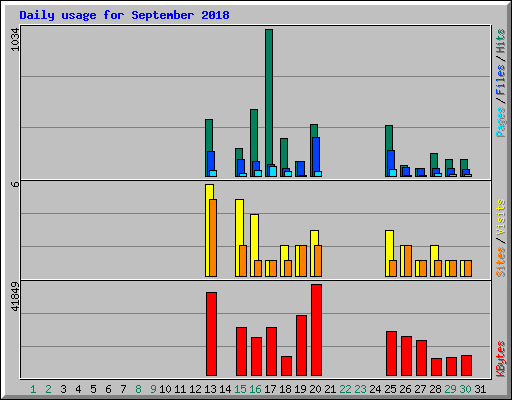 Daily usage for September 2018
1034
Pages / Files / Hits
6
Sites / Visits
41849
KBytes
1 2 3 4 5 6 7 8 9 10 11 12 13 14 15 16 17 18 19 20 21 22 23 24 25 26 27 28 29 30 31